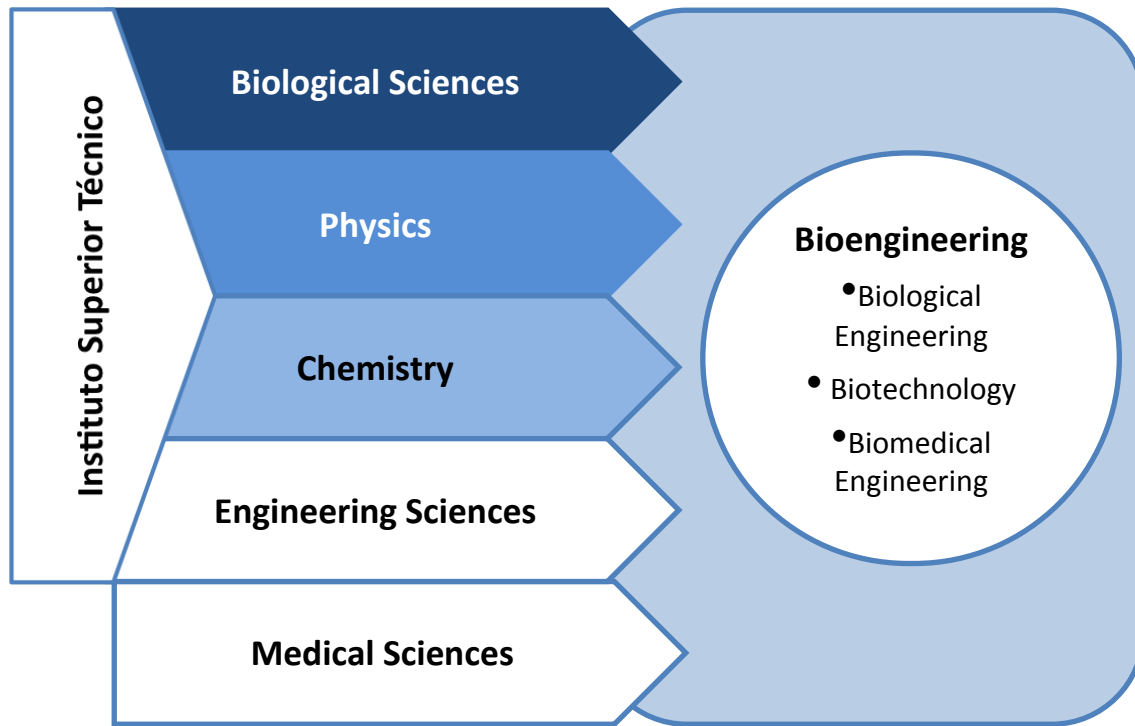 Instituto Superior Técnico
Biological Sciences
Physics
Chemistry
Engineering Sciences
Medical Sciences
Bioengineering
•Biological
Engineering
• Biotechnology
•Biomedical
Engineering